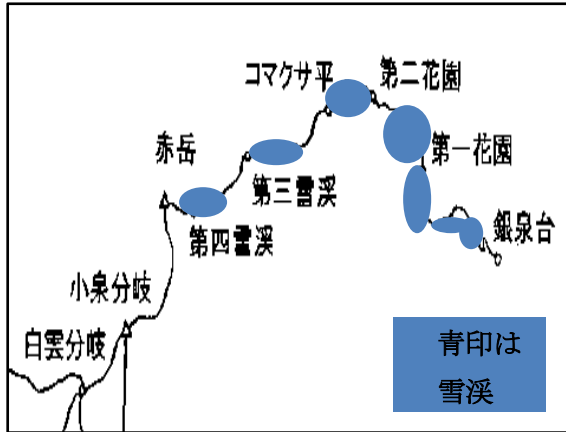 コマクサ平
第二花園
赤岳
第一花園
第三雪渓
銀泉台
第四雪渓
小泉分岐
白雲分岐
青印は
雪渓